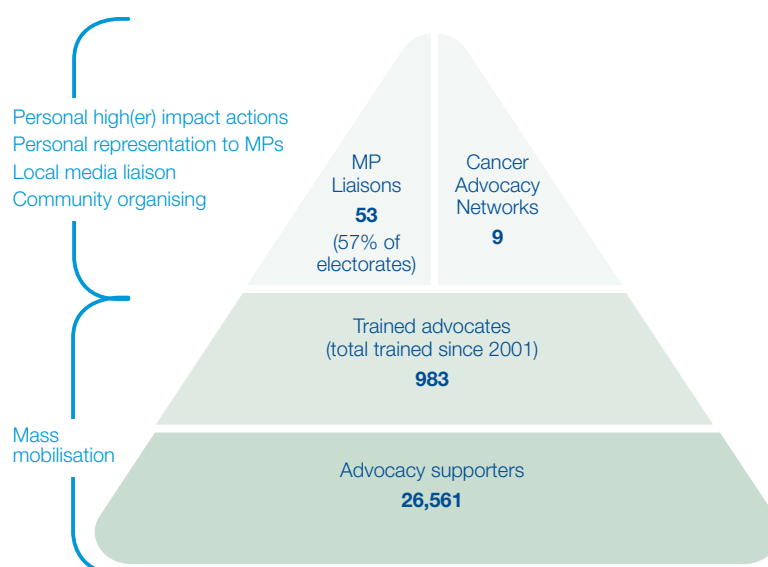 Personal high(er) impact actions
Personal representation to MPs
Local media liaison
Community organising
MP
Liaisons
53
(57% of
electorates)
Cancer
Advocacy
Networks
9
Trained advocates
(total trained since 2001)
983
Mass
mobilisation
Advocacy supporters
26,561